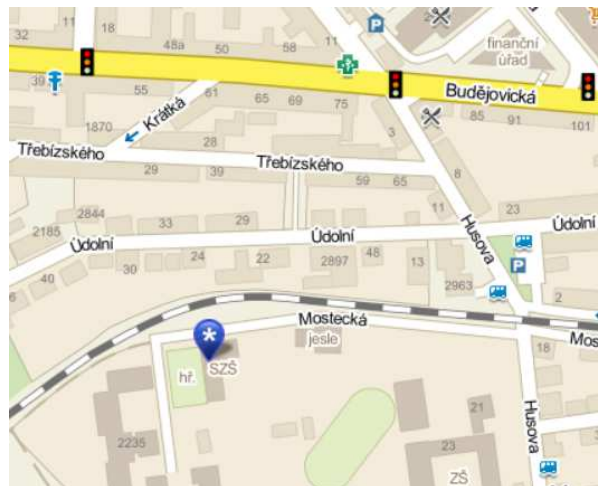 32
11
18
48a
50
58
11
P
finanční
úřad
39
55
61
65
69
75
Budějovická
85
91
101
1870
Krátká
28
3
Třebízského
Třebízského
29
39
59
65
8
2844
33
29
11
23
2185
Údolní
Údolní
Husova
Údolní
40
30
24
22
2897
48
13
2963
P
2
Mostecká
jesle
18
Mos
*
hř.
SZŠ
2235
21
23
ZŠ
Husova
3